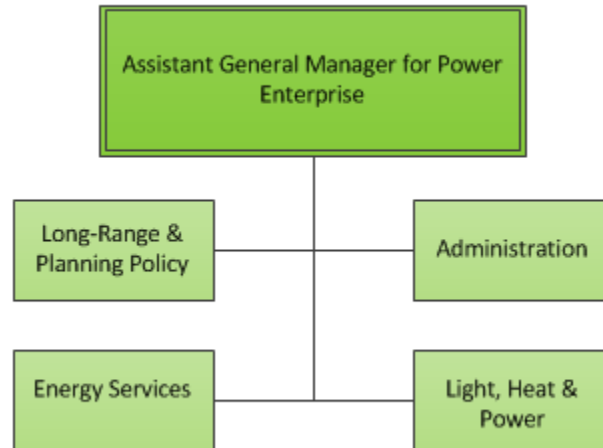 Assistant General Manager for Power
Enterprise
Long-Range &
Planning Policy
Administration
Energy Services
Light, Heat &
Power